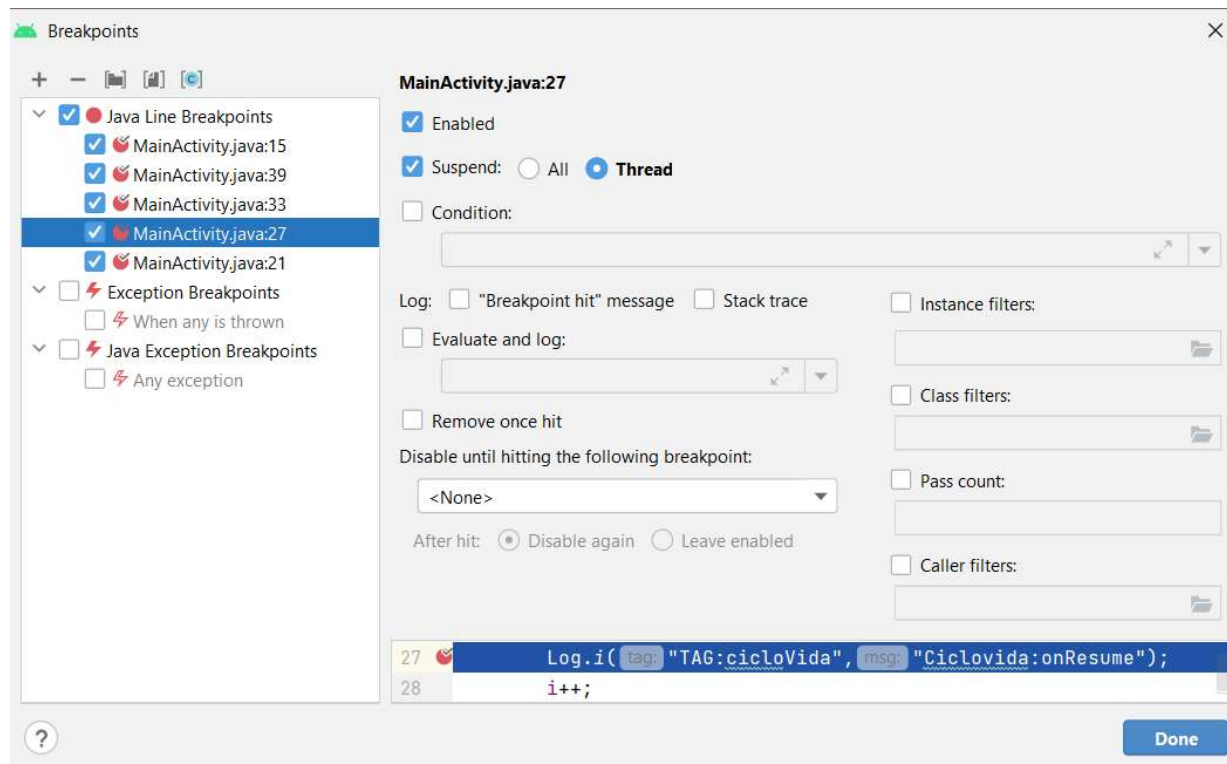 Breakpoints
MainActivity.java:27
Java Line Breakpoints
MainActivity.java:15
MainActivity.java:39
MainActivity.java:33
MainActivity.java:27
MainActivity.java:21
Exception Breakpoints
When any is thrown
Java Exception Breakpoints
Any exception
Enabled
Suspend: All Thread
Condition:
Log: "Breakpoint hit" message Stack trace
Evaluate and log:
Remove once hit
Disable until hitting the following breakpoint:
<None>
After hit: Disable again Leave enabled
Instance filters:
Class filters:
Pass count:
Caller filters:
27 Log.i( tag: "TAG:cicloVida", msg: "Ciclovida:onResume");
28 i++;
?
Done